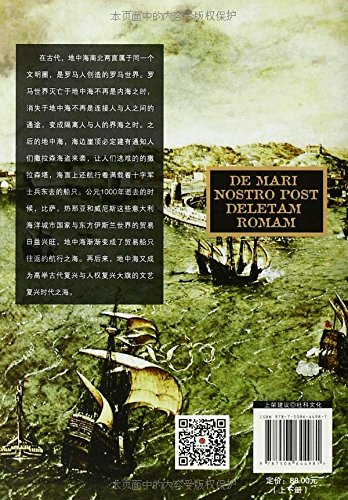 本页面中的内容受版权保护
在古代，地中海南北两面属于同一个
文明圈，是罗马人创造的罗马世界。罗
马世界灭亡于地中海不再是内海之时，
消失于地中海不再是连接人与人之间的
通途，变成隔离人与人的界海之时。之
后的地中海，海边崖顶必定建有通知人
们撒拉森海盗来袭，让人们逃难的的撒
拉森塔，海面上还航行着满载着十字军
士兵东去的船只。公元1000年逝去的时
候，比萨，热那亚和威尼斯这些意大利
海洋城市国家与东方伊斯兰世界的贸易
日益兴旺，地中海渐渐变成了贸易船只
往返的航行之海。再后来，地中海又成
为高举古代复兴与人权复兴大旗的文艺
复兴时代之海。
DE MARI
NOSTRO POST
DELETAM
ROMAM
上架建议◎社科文化
ISBN 978-7-5086-4498-1
9 787508 644981 >
定价：88.00元
（上下册）
本页面中的内容受版权保护